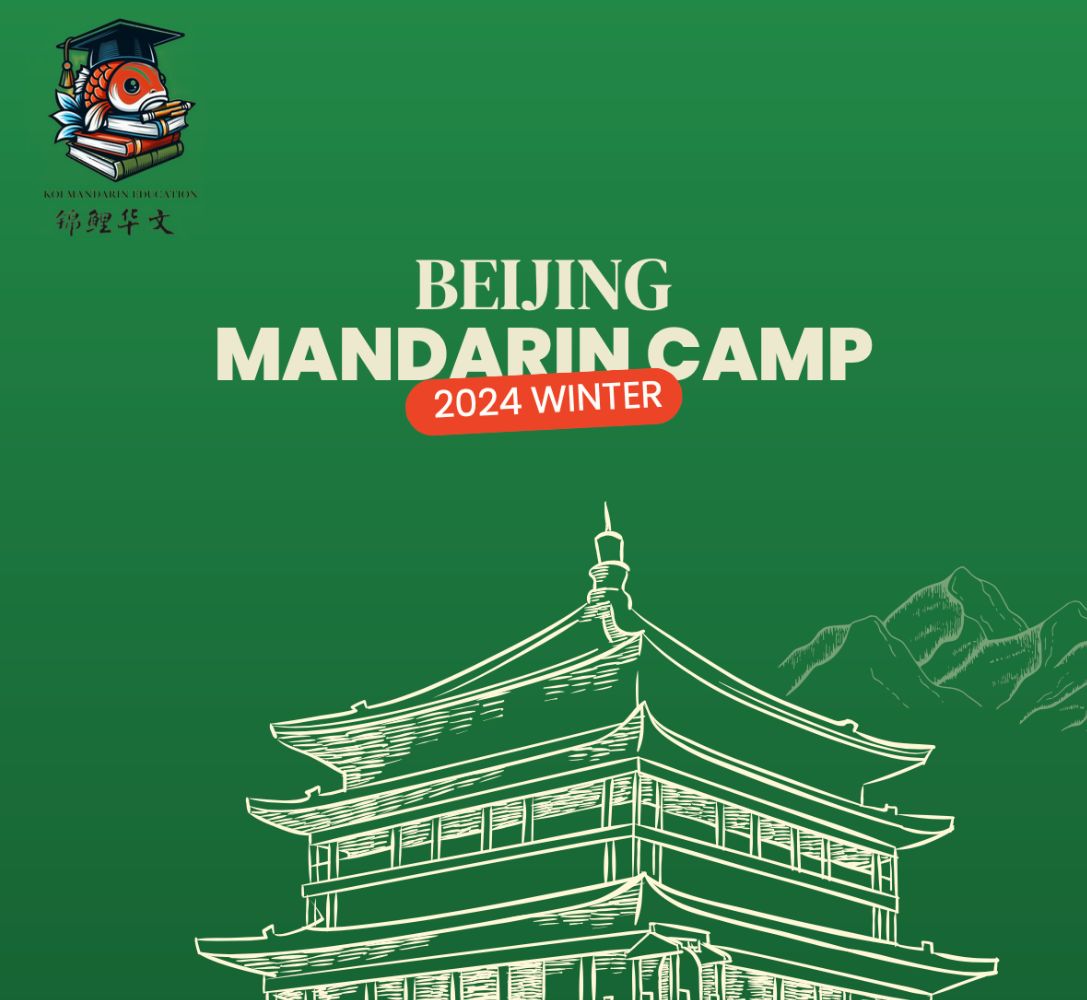 KOI MANDARIN EDUCATION
锦鲤华文
BEIJING
MANDARIN CAMP
2024 WINTER